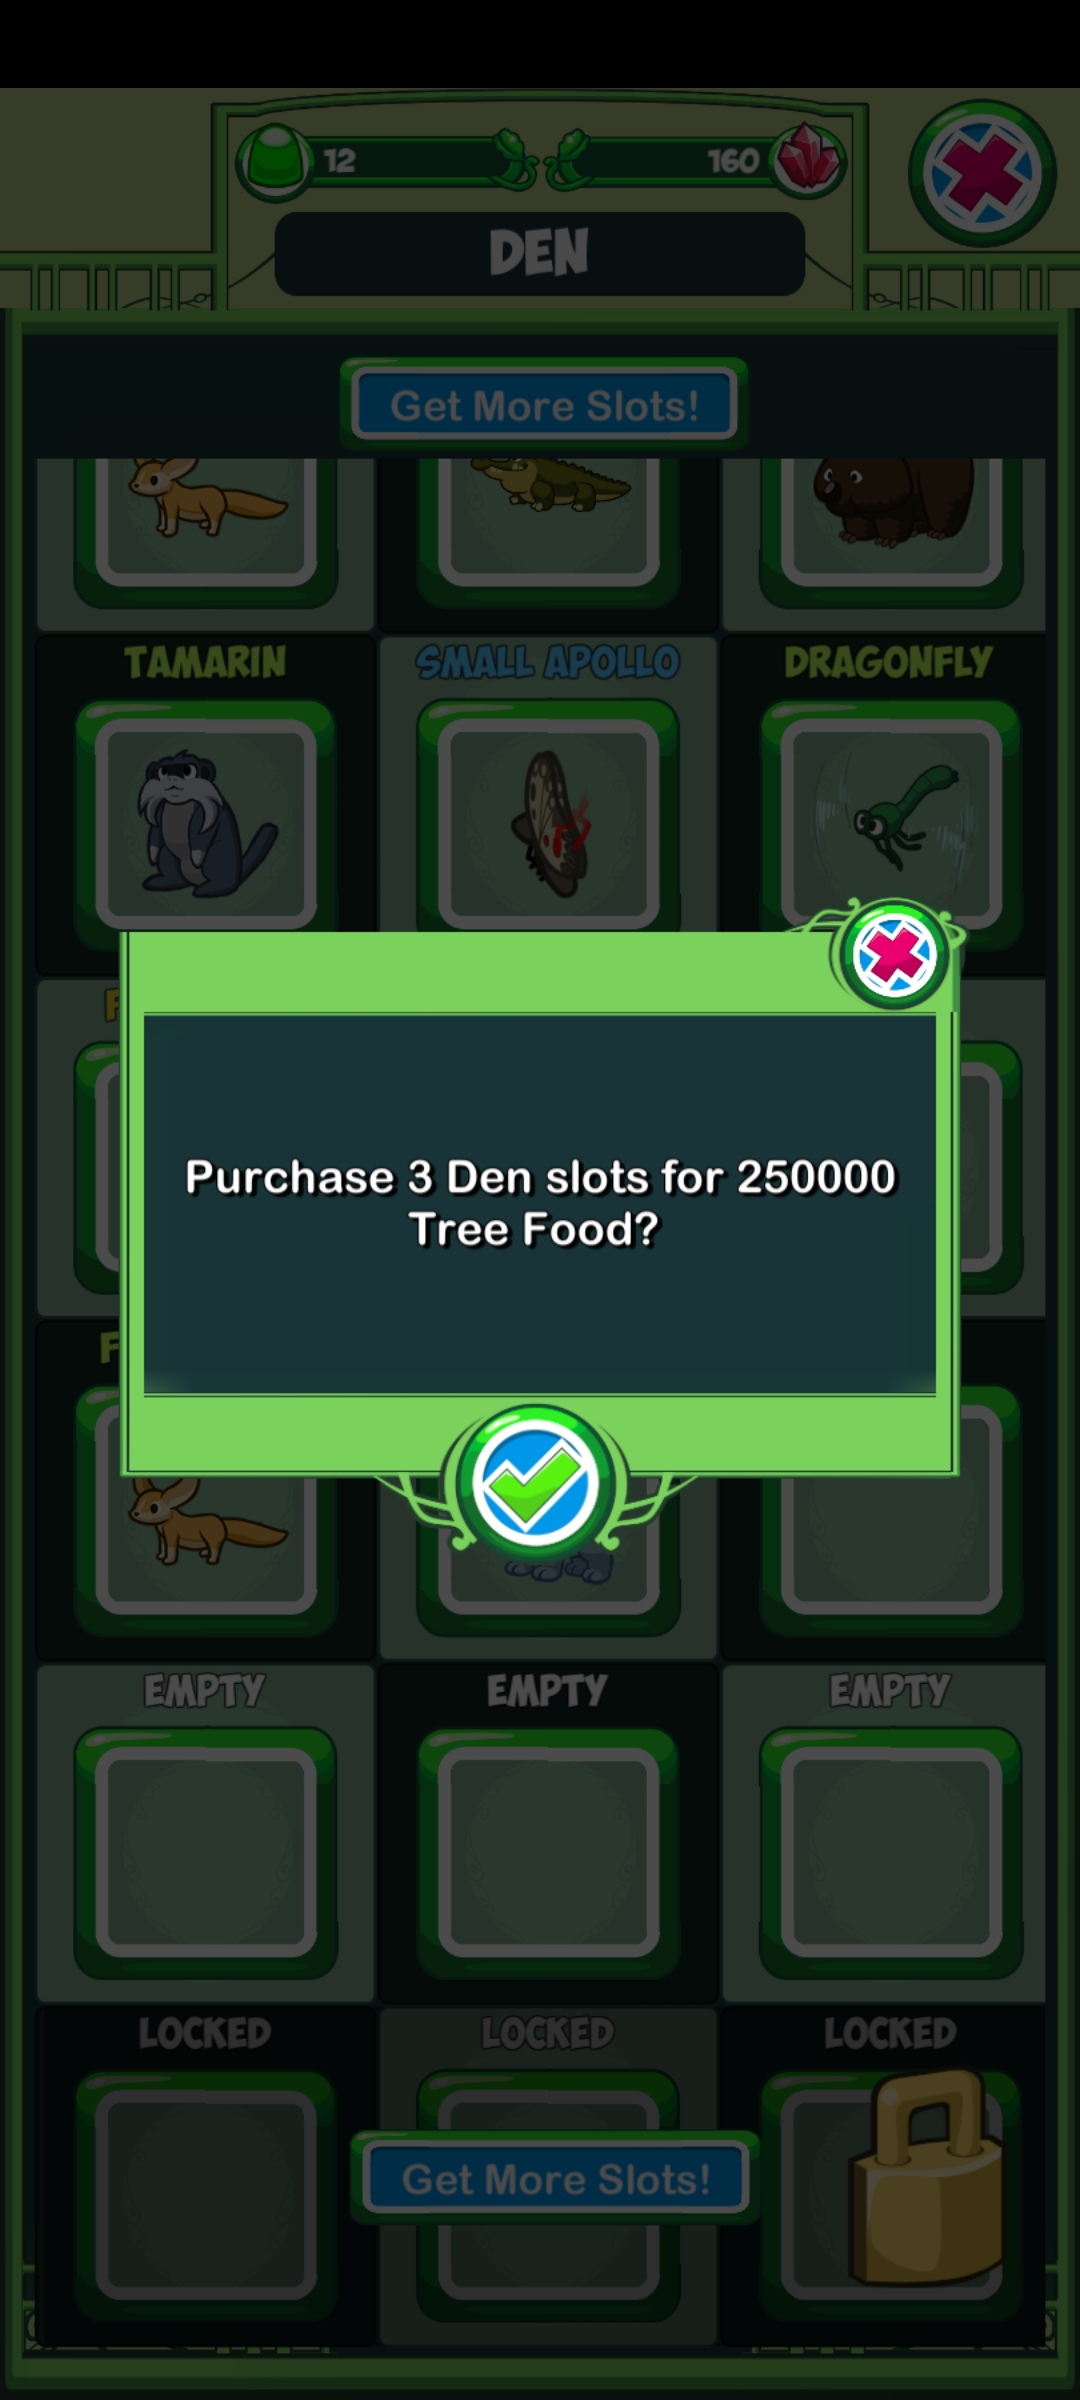 12
160
DEN
Get More Slots!
TAMARIN
SMALL APOLLO
DRAGONFLY
Purchase 3 Den slots for 250000
Tree Food?
EMPTY
EMPTY
EMPTY
LOCKED
LOCKED
LOCKED
Get More Slots!